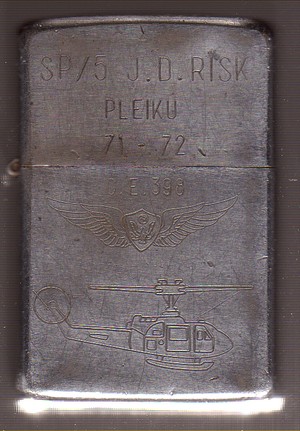 SP/5 J.D. RISK
PLEIKU
71-72
C.E. 398